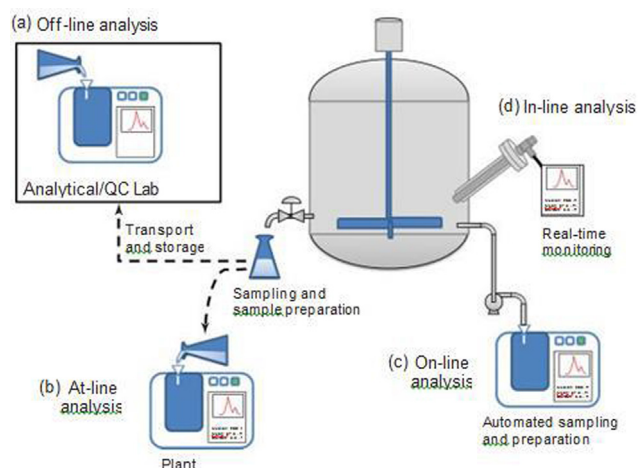 (a) Off-line analysis
Analytical/QC Lab
Transport
and storage
Sampling and
sample preparation
(b) At-line
analysis
Plant
(c) On-line
analysis
Automated sampling
and preparation
(d) In-line analysis
Real-time
monitoring